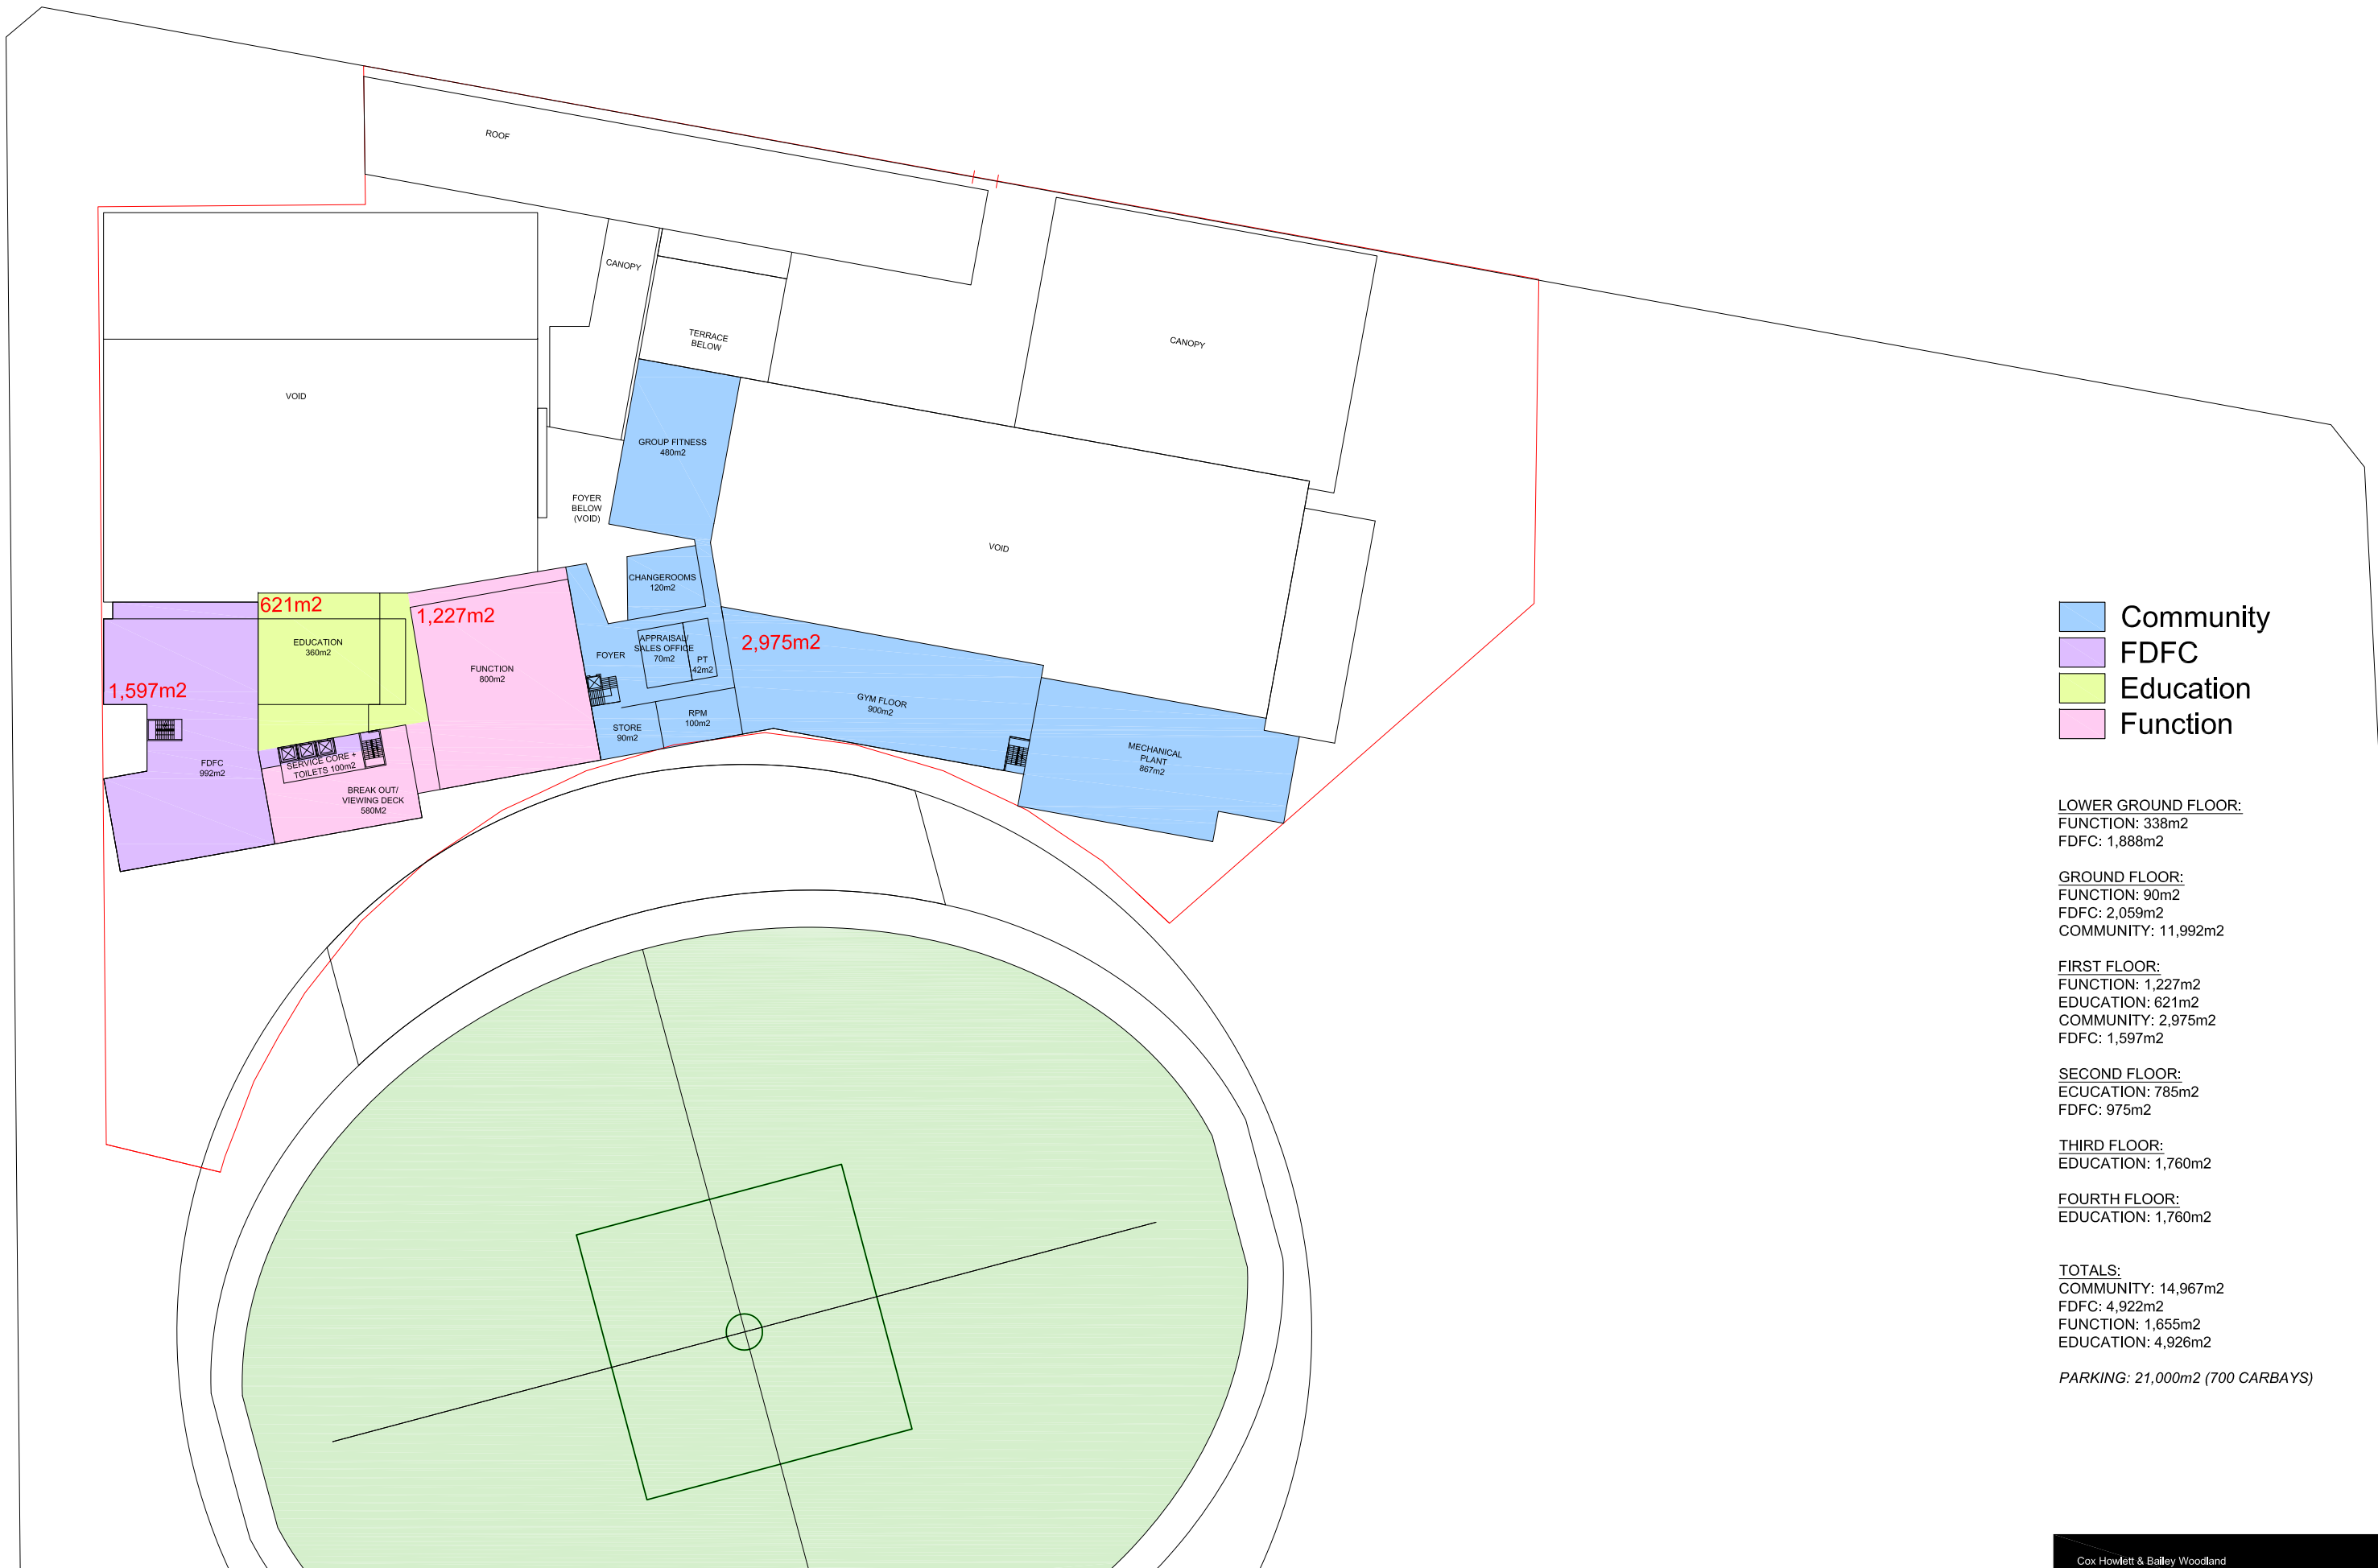 ROOF
CANOPY
TERRACE
BELOW
CANOPY
VOID
GROUP FITNESS
480m2
FOYER
BELOW
(VOID)
VOID
CHANGEROOMS
120m2
621m2
1,227m2
EDUCATION
360m2
APPRAISAL/
SALES OFFICE
70m2
PT
42m2
2,975m2
FOYER
FUNCTION
800m2
1,597m2
GYM FLOOR
900m2
STORE
90m2
RPM
100m2
FDFC
992m2
SERVICE CORE +
TOILETS 100m2
MECHANICAL
PLANT
867m2
BREAK OUT/
VIEWING DECK
580M2
Community
FDFC
Education
Function
LOWER GROUND FLOOR:
FUNCTION: 338m2
FDFC: 1,888m2
GROUND FLOOR:
FUNCTION: 90m2
FDFC: 2,059m2
COMMUNITY: 11,992m2
FIRST FLOOR:
FUNCTION: 1,227m2
EDUCATION: 621m2
COMMUNITY: 2,975m2
FDFC: 1,597m2
SECOND FLOOR:
ECUCATION: 785m2
FDFC: 975m2
THIRD FLOOR:
EDUCATION: 1,760m2
FOURTH FLOOR:
EDUCATION: 1,760m2
TOTALS:
COMMUNITY: 14,967m2
FDFC: 4,922m2
FUNCTION: 1,655m2
EDUCATION: 4,926m2
PARKING: 21,000m2 (700 CARBAYS)
Cox Howlett & Bailey Woodland